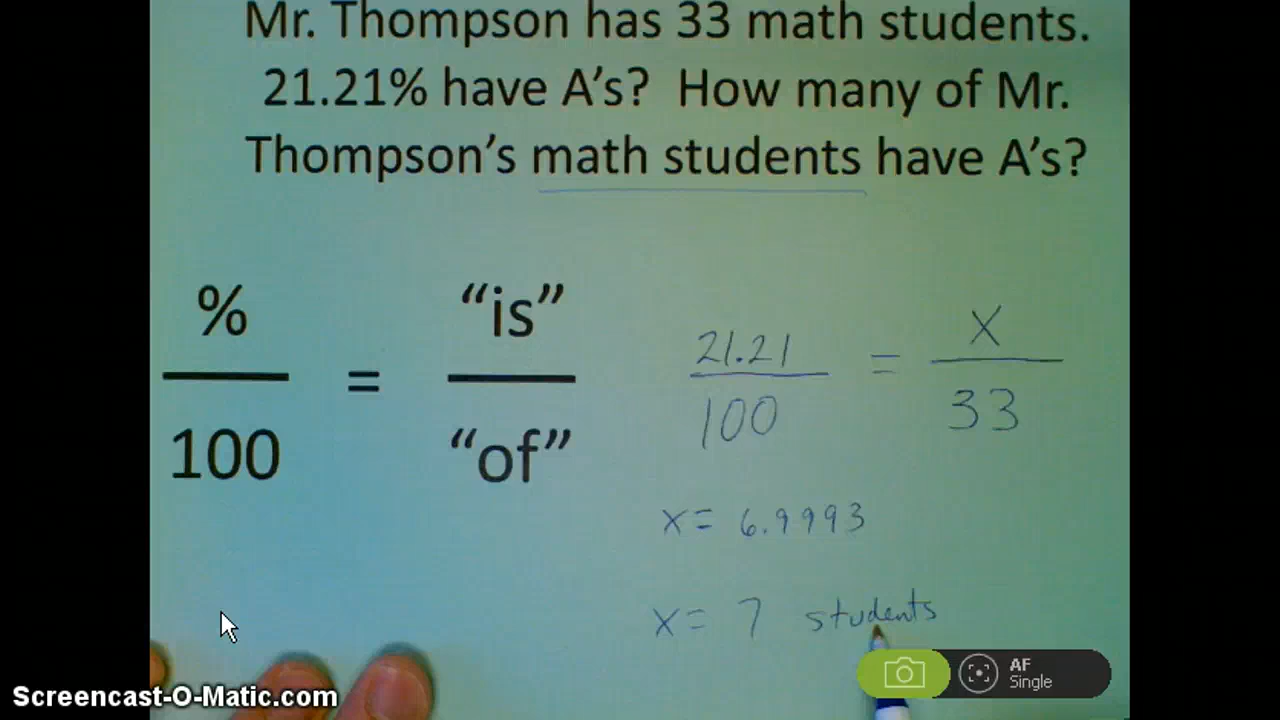 Mr. Thompson has 33 math students.
21.21% have A's? How many of Mr.
Thompson's math students have A's?
% / 100 = "is" / "of"
21.21 / 100 = X / 33
x = 6.9993
x = 7 students
AF
Single
Screencast-O-Matic.com